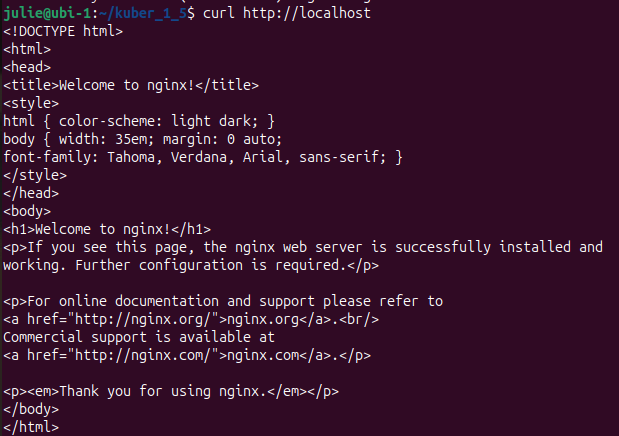 julie@ubi-1:~/kuber_1_5$ curl http://localhost
<!DOCTYPE html>
<html>
<head>
<title>Welcome to nginx!</title>
<style>
html { color-scheme: light dark; }
body { width: 35em; margin: 0 auto;
font-family: Tahoma, Verdana, Arial, sans-serif; }
</style>
</head>
<body>
<h1>Welcome to nginx!</h1>
<p>If you see this page, the nginx web server is successfully installed and
working. Further configuration is required.</p>

<p>For online documentation and support please refer to
<a href="http://nginx.org/">nginx.org</a>.<br/>
Commercial support is available at
<a href="http://nginx.com/">nginx.com</a>.</p>

<p><em>Thank you for using nginx.</em></p>
</body>
</html>